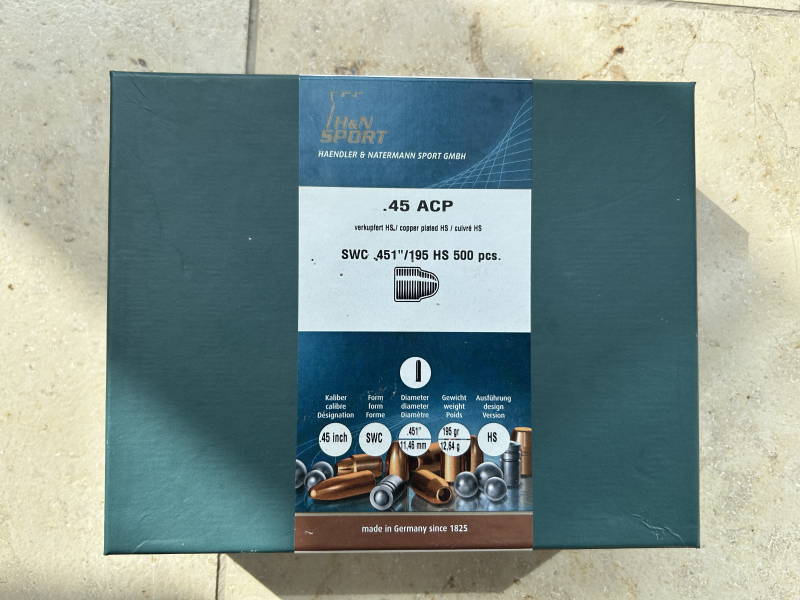 H&N
SPORT
HAENDLER & NATERMANN SPORT GMBH
.45 ACP
verkupfert HS / copper plated HS / cuivré HS
SWC .451"/195 HS 500 pcs.
Kaliber calibre Désignation
Form form Forme
Diameter diameter Diamètre
Gewicht weight Poids
Ausführung design Version
.45 inch
SWC
.451" 11,46 mm
195 gr 12,64 g
HS
made in Germany since 1825